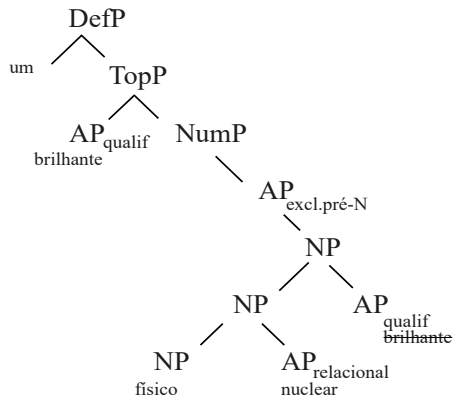 DefP
um
TopP
AP qualif NumP
brilhante
AP excl.pré-N
NP
NP AP qualif
brilhante
NP AP relacional
físico nuclear